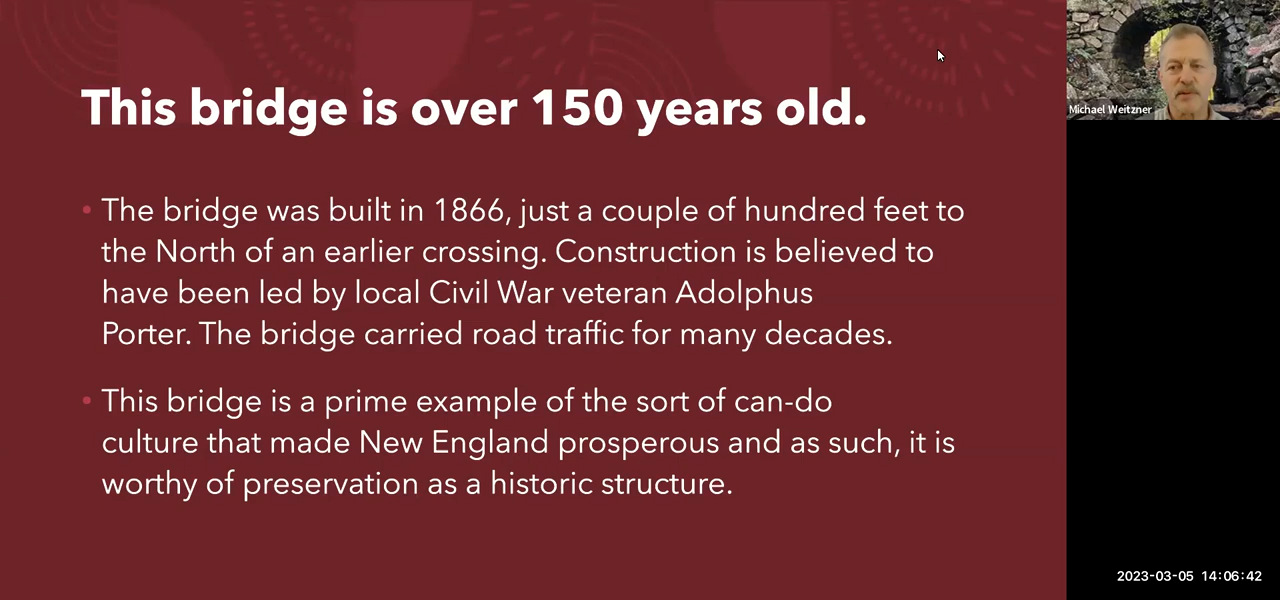 This bridge is over 150 years old.
• The bridge was built in 1866, just a couple of hundred feet to
the North of an earlier crossing. Construction is believed to
have been led by local Civil War veteran Adolphus
Porter. The bridge carried road traffic for many decades.
• This bridge is a prime example of the sort of can-do
culture that made New England prosperous and as such, it is
worthy of preservation as a historic structure.
Michael Weitzner
2023-03-05 14:06:42